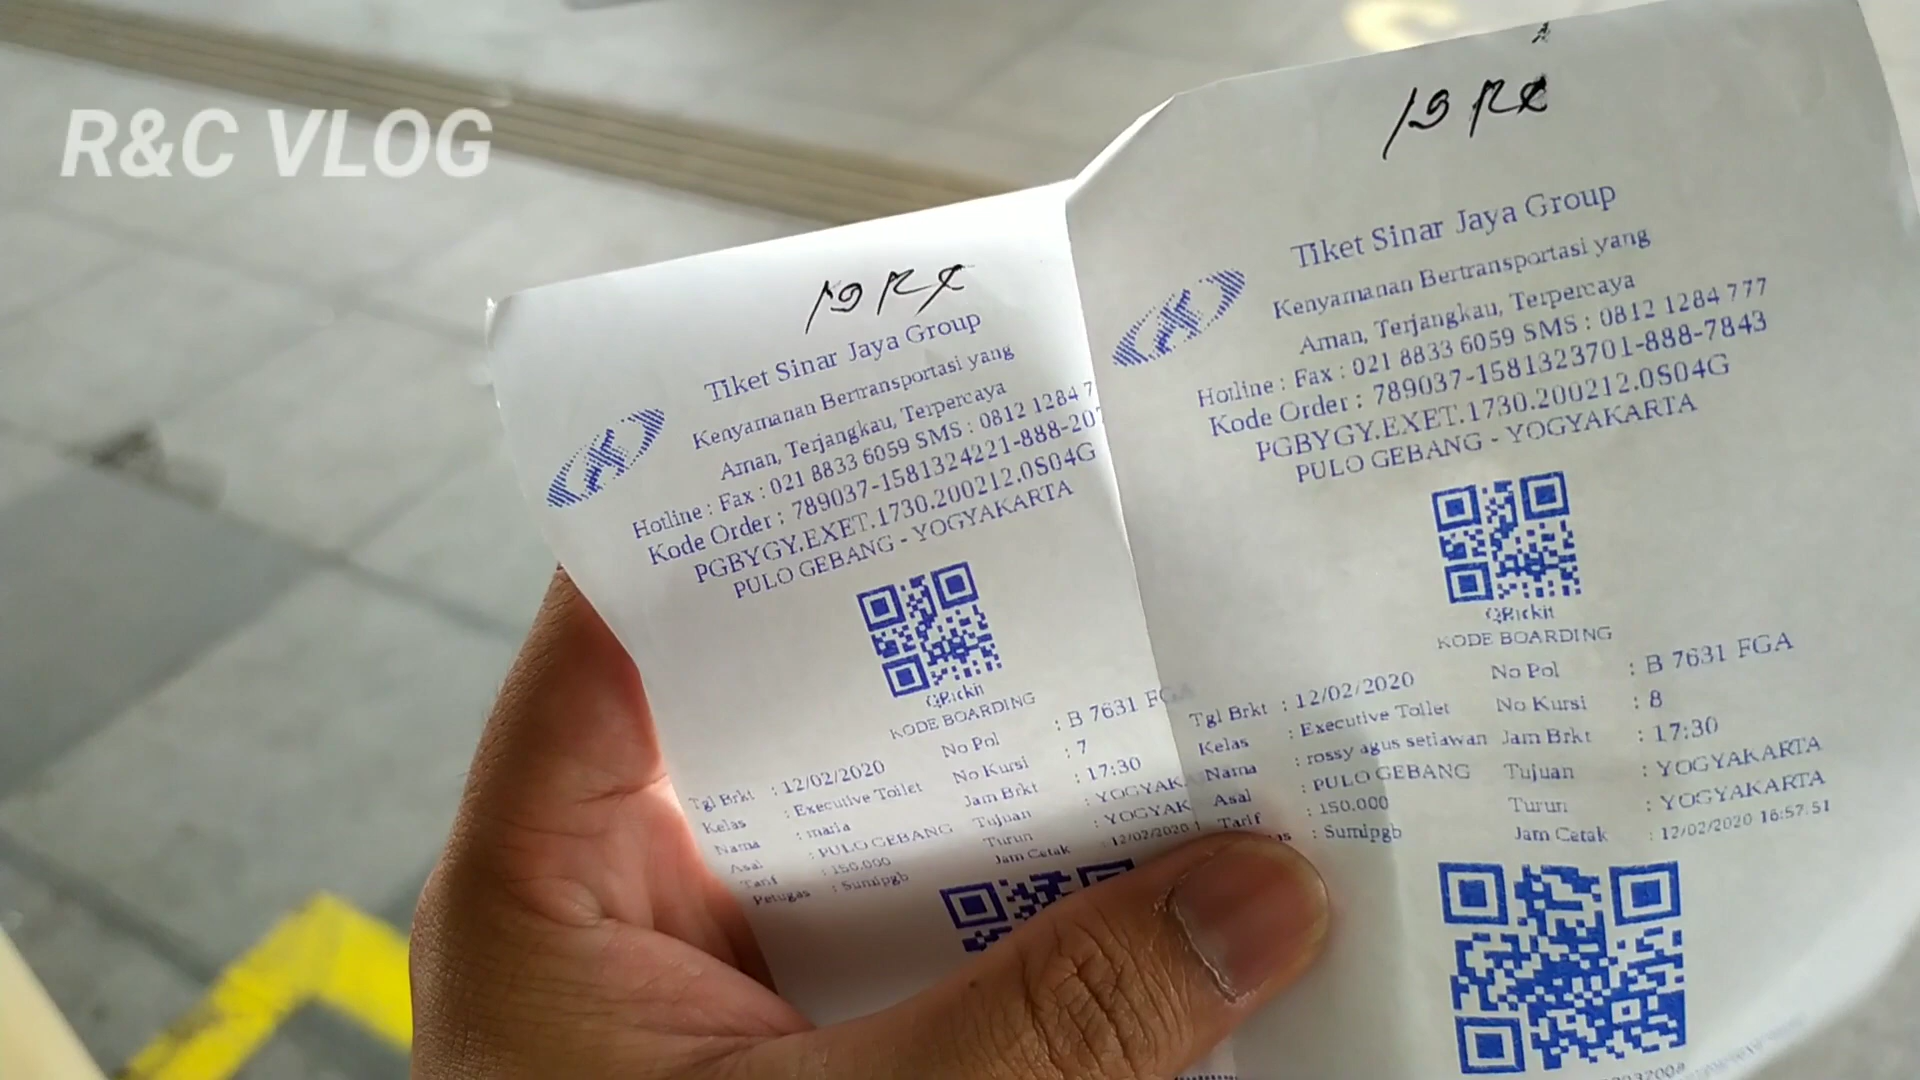 R&C VLOG
Tiket Sinar Jaya Group
Kenyamanan Bertransportasi yang
Aman, Terjangkau, Terpercaya
Hotline : Fax : 021 8833 6059 SMS : 0812 1284 7
Kode Order : 789037-1581324221-888-207
PGBYGY.EXET.1730.200212.0S04G
PULO GEBANG - YOGYAKARTA
KODE BOARDING
Tgl Brkt : 12/02/2020 No Pol : B 7631 FGA
Kelas : Executive Toilet No Kursi : 7
Nama : maria Jam Brkt : 17:30
Asal : PULO GEBANG Tujuan : YOGYAK
Tarif : 150.000 Turun : YOGYAK
Petugas : Sumipgb Jam Cetak : 12/02/2020 1
Tiket Sinar Jaya Group
Kenyamanan Bertransportasi yang
Aman, Terjangkau, Terpercaya
Hotline : Fax : 021 8833 6059 SMS : 0812 1284 777
Kode Order : 789037-1581323701-888-7843
PGBYGY.EXET.1730.200212.0S04G
PULO GEBANG - YOGYAKARTA
KODE BOARDING
Tgl Brkt : 12/02/2020 No Pol : B 7631 FGA
Kelas : Executive Toilet No Kursi : 8
Nama : rossy agus setiawan Jam Brkt : 17:30
Asal : PULO GEBANG Tujuan : YOGYAKARTA
Tarif : 150.000 Turun : YOGYAKARTA
as : Sumipgb Jam Cetak : 12/02/2020 16:57:51